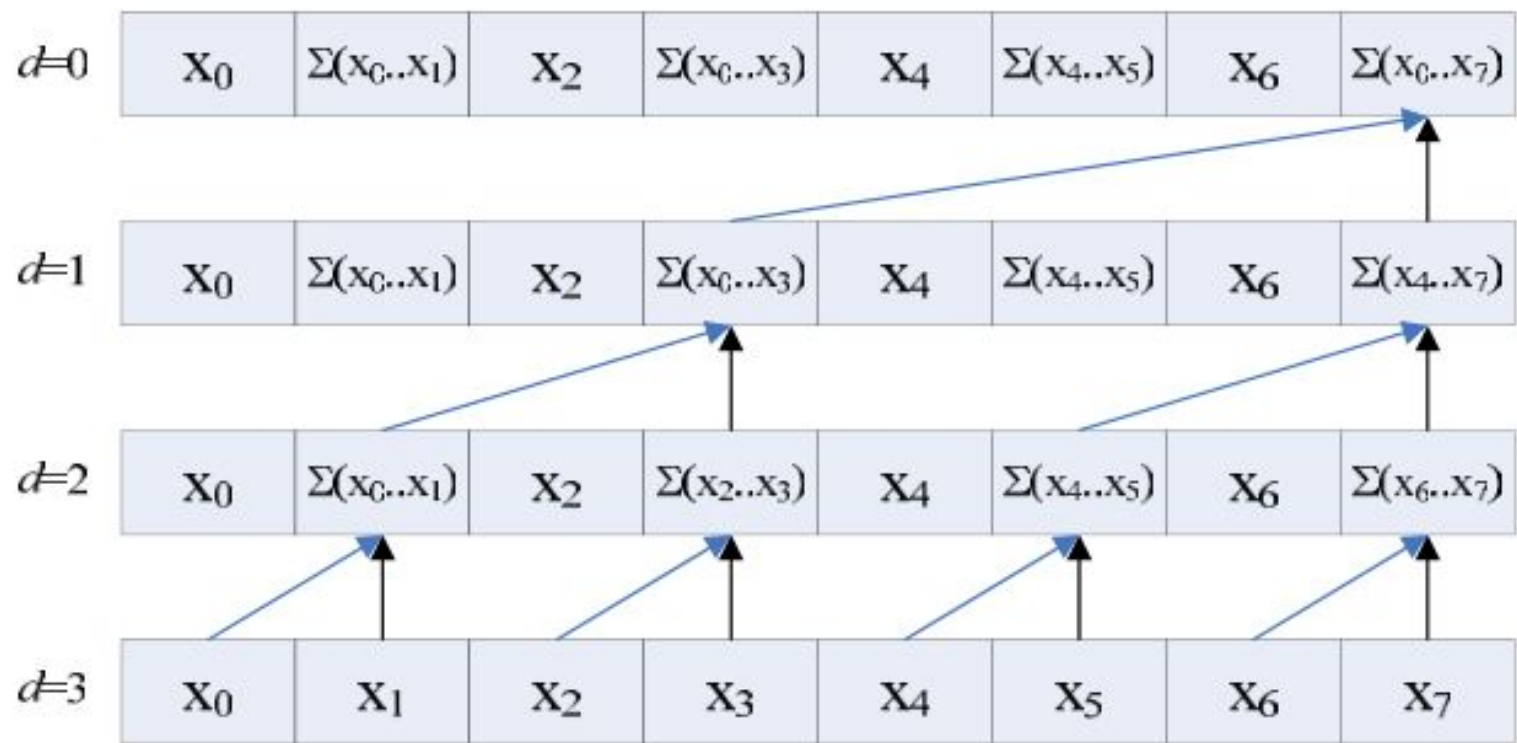 d=0 x₀ Σ(x₀..x₁) x₂ Σ(x₀..x₃) x₄ Σ(x₄..x₅) x₆ Σ(x₀..x₇)
d=1 x₀ Σ(x₀..x₁) x₂ Σ(x₀..x₃) x₄ Σ(x₄..x₅) x₆ Σ(x₄..x₇)
d=2 x₀ Σ(x₀..x₁) x₂ Σ(x₂..x₃) x₄ Σ(x₄..x₅) x₆ Σ(x₆..x₇)
d=3 x₀ x₁ x₂ x₃ x₄ x₅ x₆ x₇